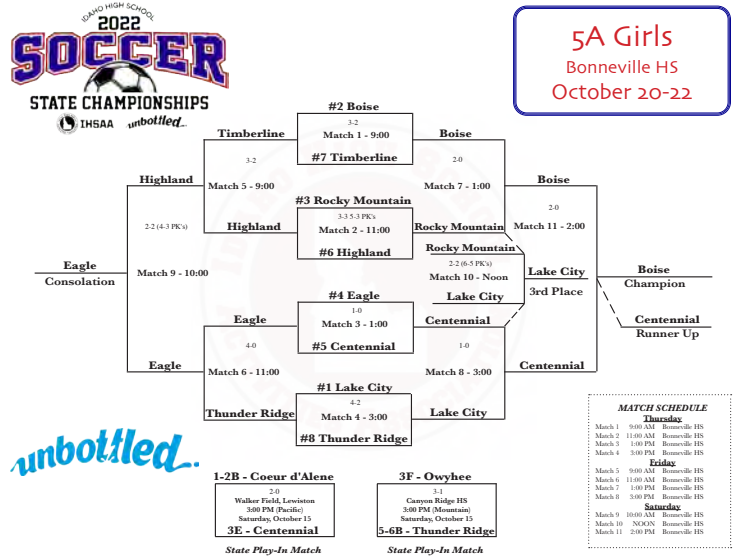 IDAHO HIGH SCHOOL
2022
SOCCER
STATE CHAMPIONSHIPS
IHSAA unbottled...
5A Girls
Bonneville HS
October 20-22
#2 Boise
3-2
Match 1 - 9:00
#7 Timberline
Timberline
Boise
3-2
Match 5 - 9:00
2-0
Match 7 - 1:00
Highland
Boise
#3 Rocky Mountain
3-3 5-3 PK's
Match 2 - 11:00
#6 Highland
Highland
Rocky Mountain
2-0
Match 11 - 2:00
2-2 (4-3 PK's)
Match 9 - 10:00
Rocky Mountain
2-2 (6-5 PK's)
Match 10 - Noon
Lake City
Lake City
3rd Place
Eagle
Consolation
Boise
Champion
Centennial
Runner Up
#4 Eagle
1-0
Match 3 - 1:00
#5 Centennial
Eagle
Centennial
4-0
Match 6 - 11:00
1-0
Match 8 - 3:00
Eagle
Centennial
#1 Lake City
4-2
Match 4 - 3:00
#8 Thunder Ridge
Thunder Ridge
Lake City
unbottled...
1-2B - Coeur d'Alene
2-0
Walker Field, Lewiston
3:00 PM (Pacific)
Saturday, October 15
3E - Centennial
State Play-In Match
3F - Owyhee
3-1
Canyon Ridge HS
3:00 PM (Mountain)
Saturday, October 15
5-6B - Thunder Ridge
State Play-In Match
MATCH SCHEDULE
Thursday
Match 1 9:00 AM Bonneville HS
Match 2 11:00 AM Bonneville HS
Match 3 1:00 PM Bonneville HS
Match 4 3:00 PM Bonneville HS
Friday
Match 5 9:00 AM Bonneville HS
Match 6 11:00 AM Bonneville HS
Match 7 1:00 PM Bonneville HS
Match 8 3:00 PM Bonneville HS
Saturday
Match 9 10:00 AM Bonneville HS
Match 10 NOON Bonneville HS
Match 11 2:00 PM Bonneville HS